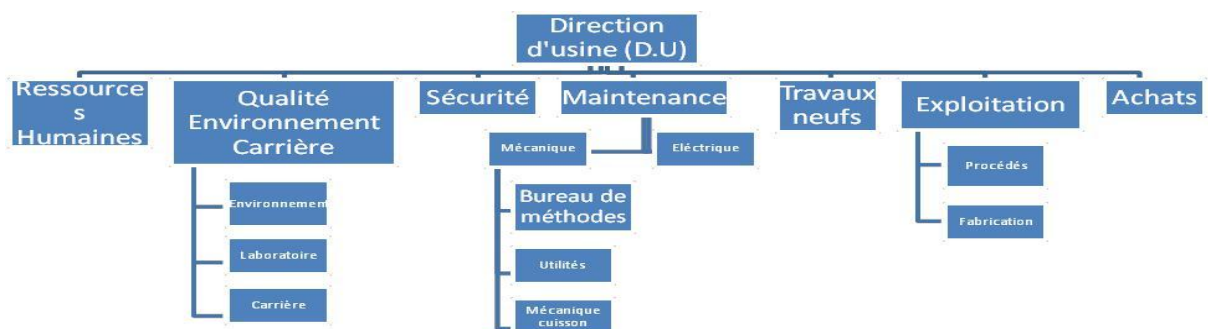 Direction
d'usine (D.U)
Ressource
s
Humaines
Qualité
Environnement
Carrière
Sécurité
Maintenance
Travaux
neufs
Exploitation
Achats
Mécanique
Eléctrique
Environnement
Laboratoire
Carrière
Bureau de
méthodes
Utilités
Mécanique
cuisson
Procédés
Fabrication